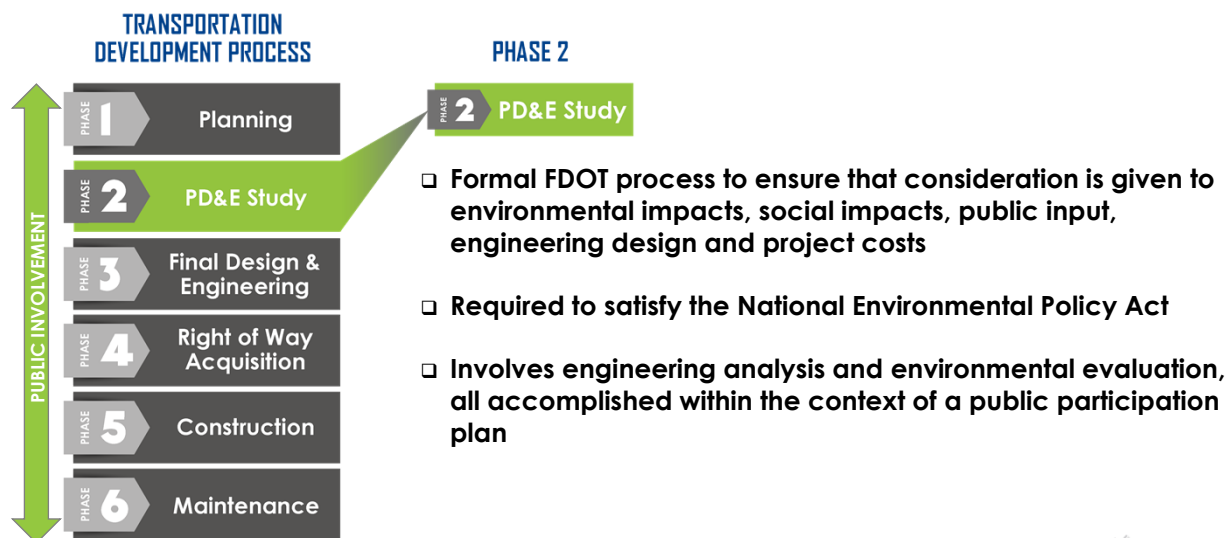 TRANSPORTATION
DEVELOPMENT PROCESS
PUBLIC INVOLVEMENT
PHASE 1 Planning
PHASE 2 PD&E Study
PHASE 3 Final Design &
Engineering
PHASE 4 Right of Way
Acquisition
PHASE 5 Construction
PHASE 6 Maintenance
PHASE 2
PHASE 2 PD&E Study
Formal FDOT process to ensure that consideration is given to
environmental impacts, social impacts, public input,
engineering design and project costs
Required to satisfy the National Environmental Policy Act
Involves engineering analysis and environmental evaluation,
all accomplished within the context of a public participation
plan